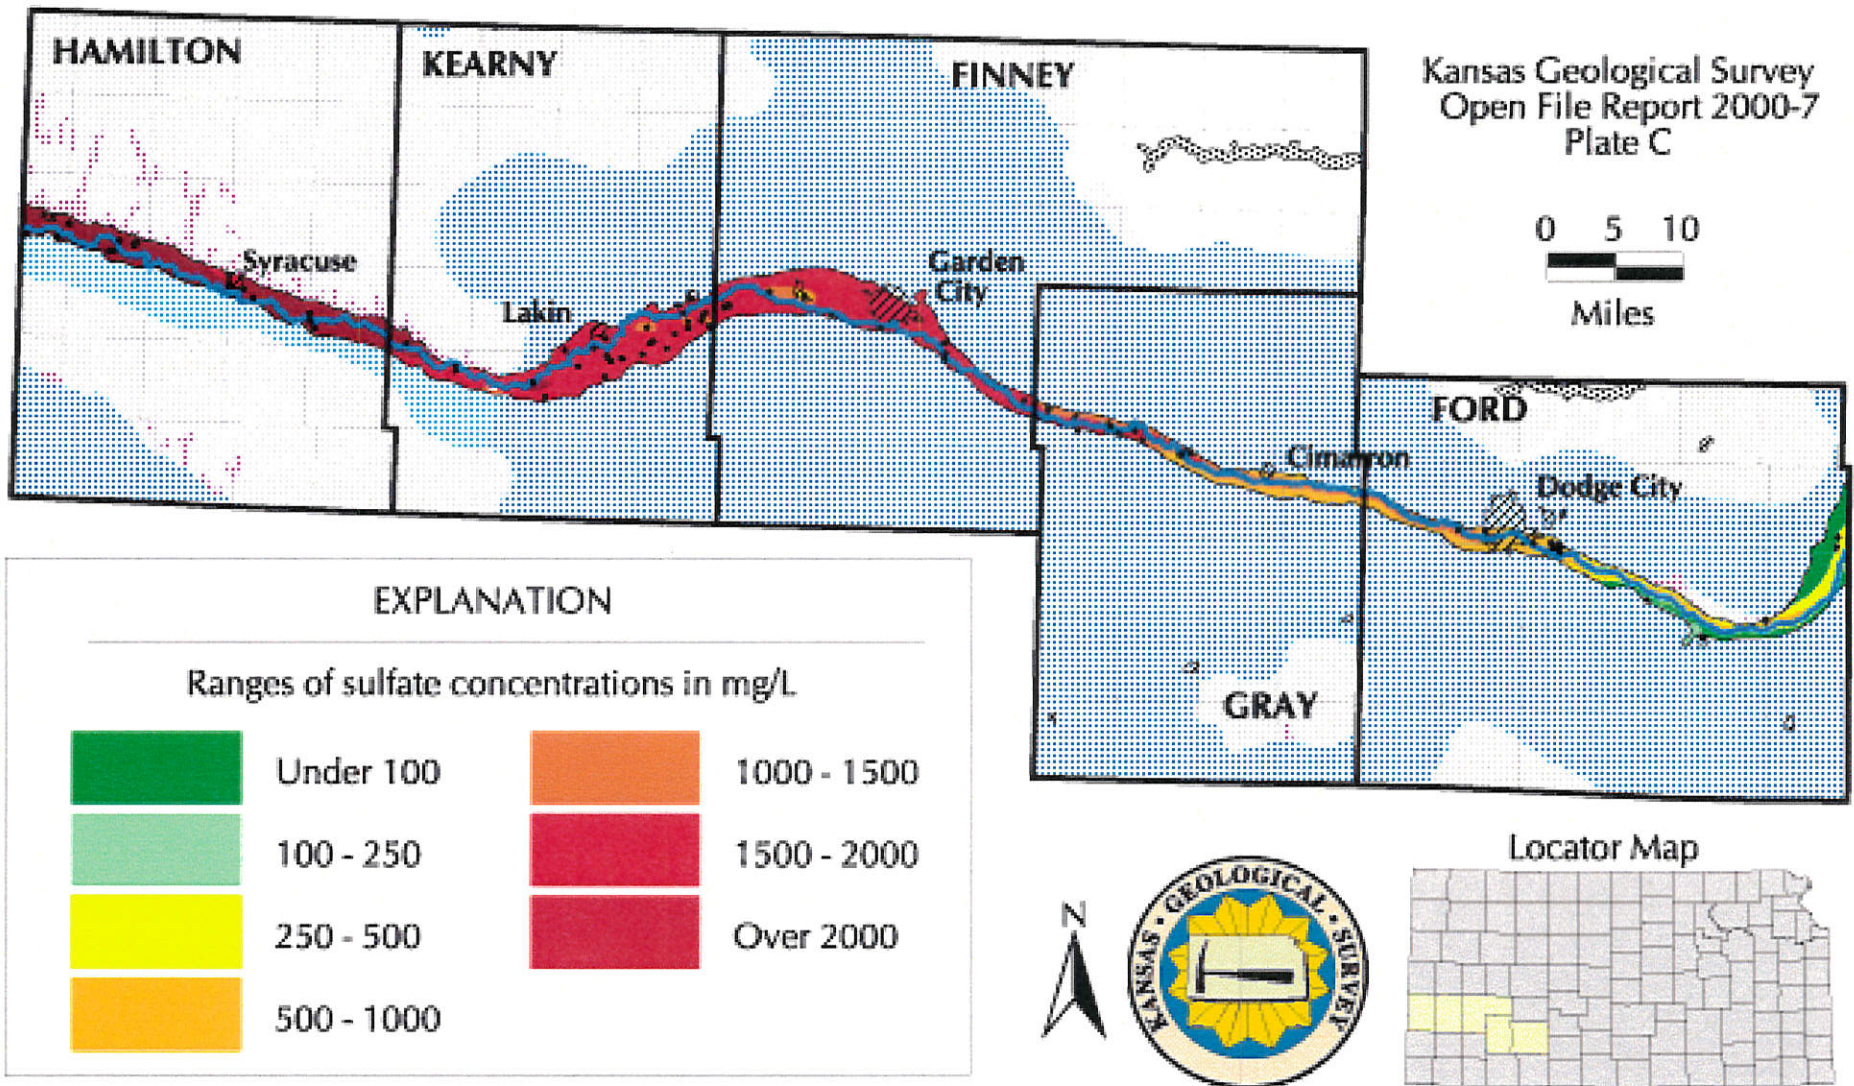 HAMILTON
KEARNY
FINNEY
Kansas Geological Survey
Open File Report 2000-7
Plate C
0 5 10
Miles
Syracuse
Lakin
Garden
City
FORD
Cimarron
Dodge City
GRAY
EXPLANATION
Ranges of sulfate concentrations in mg/L
Under 100
100 - 250
250 - 500
500 - 1000
1000 - 1500
1500 - 2000
Over 2000
N
KANSAS · GEOLOGICAL · SURVEY
Locator Map